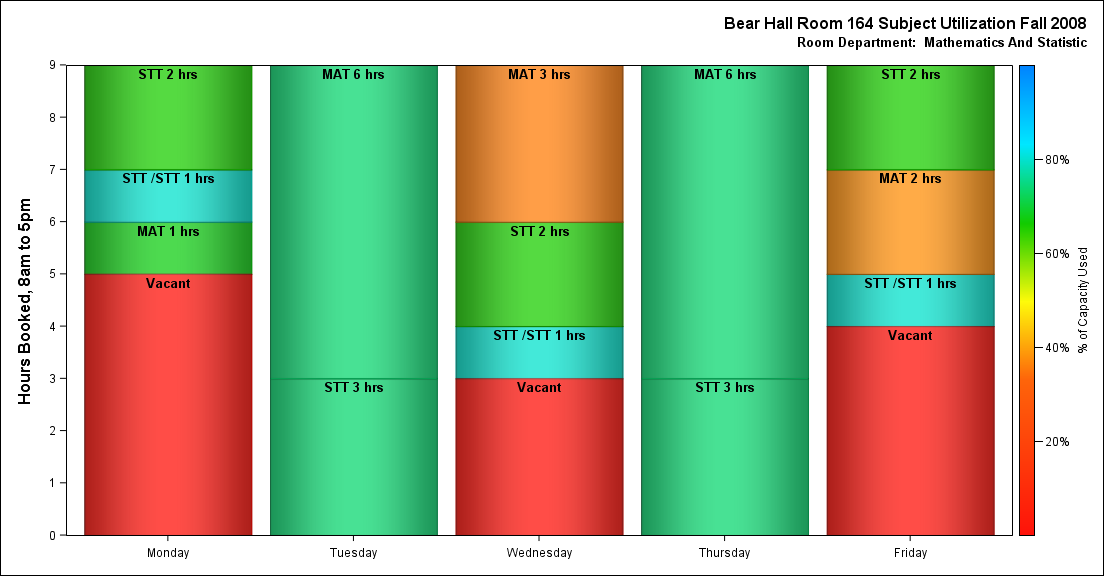 Bear Hall Room 164 Subject Utilization Fall 2008
Room Department:  Mathematics And Statistic
Hours Booked, 8am to 5pm
9
8
7
6
5
4
3
2
1
0
STT 2 hrs
STT /STT 1 hrs
MAT 1 hrs
Vacant
MAT 6 hrs
STT 3 hrs
MAT 3 hrs
STT 2 hrs
STT /STT 1 hrs
Vacant
MAT 6 hrs
STT 3 hrs
STT 2 hrs
MAT 2 hrs
STT /STT 1 hrs
Vacant
Monday
Tuesday
Wednesday
Thursday
Friday
80%
60%
40%
20%
% of Capacity Used